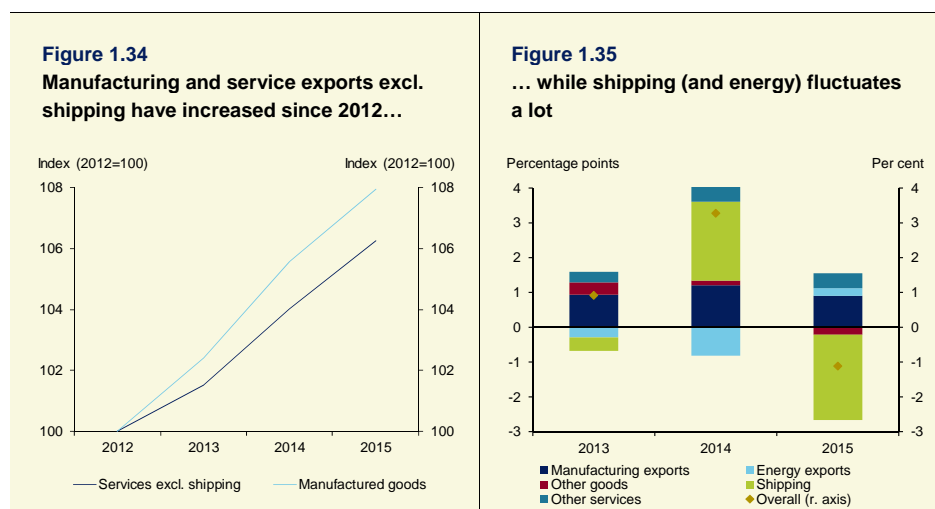 Figure 1.34
Manufacturing and service exports excl.
shipping have increased since 2012…
Index (2012=100) Index (2012=100)
108 108
106 106
104 104
102 102
100 100
2012 2013 2014 2015
Services excl. shipping Manufactured goods
Figure 1.35
… while shipping (and energy) fluctuates
a lot
Percentage points Per cent
4 4
3 3
2 2
1 1
0 0
-1 -1
-2 -2
-3 -3
2013 2014 2015
Manufacturing exports Energy exports
Other goods Shipping
Other services Overall (r. axis)